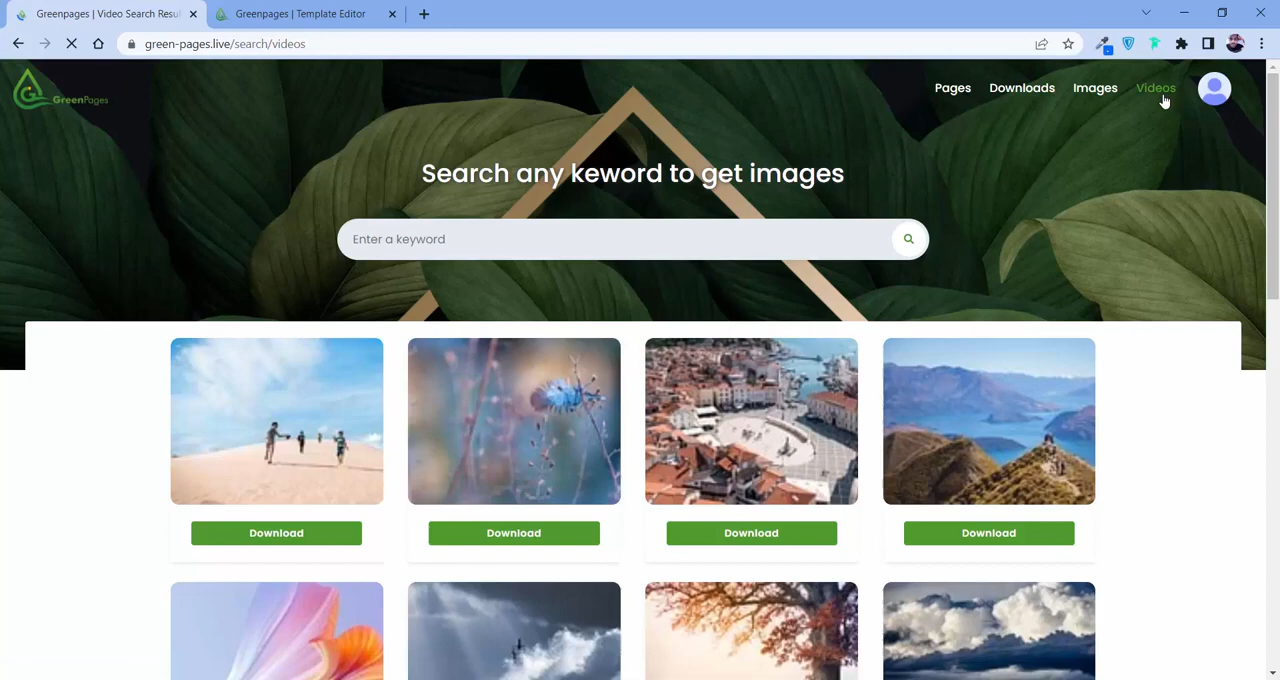 Greenpages | Video Search Resul
Greenpages | Template Editor
green-pages.live/search/videos
GreenPages
Pages
Downloads
Images
Videos
Search any keword to get images
Enter a keyword
Download
Download
Download
Download